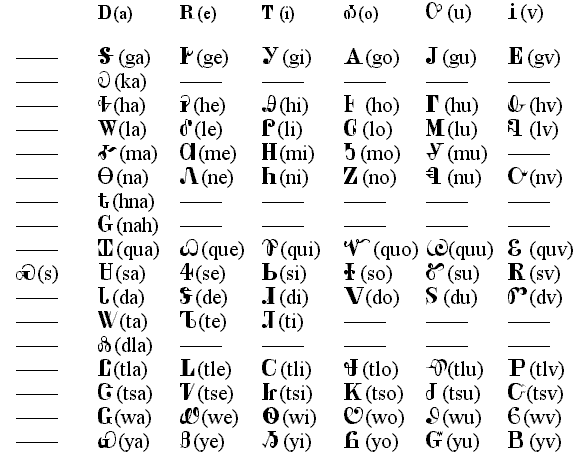 Ꭰ(a) Ꭱ(e) Ꭲ(i) Ꭳ(o) Ꭴ(u) Ꭵ(v)
Ꭶ(ga) Ꭸ(ge) Ꭹ(gi) Ꭺ(go) Ꭻ(gu) Ꭼ(gv)
Ꭷ(ka)
Ꭽ(ha) Ꭾ(he) Ꭿ(hi) Ꮀ(ho) Ꮁ(hu) Ꮂ(hv)
Ꮃ(la) Ꮄ(le) Ꮅ(li) Ꮆ(lo) Ꮇ(lu) Ꮈ(lv)
Ꮉ(ma) Ꮊ(me) Ꮋ(mi) Ꮌ(mo) Ꮍ(mu)
Ꮎ(na) Ꮑ(ne) Ꮒ(ni) Ꮓ(no) Ꮔ(nu) Ꮕ(nv)
Ꮏ(hna)
Ꮐ(nah)
Ꮖ(qua) Ꮗ(que) Ꮘ(qui) Ꮙ(quo) Ꮚ(quu) Ꮛ(quv)
Ꮝ(s) Ꮜ(sa) Ꮞ(se) Ꮟ(si) Ꮠ(so) Ꮡ(su) Ꮢ(sv)
Ꮣ(da) Ꮥ(de) Ꮧ(di) Ꮩ(do) Ꮪ(du) Ꮫ(dv)
Ꮤ(ta) Ꮦ(te) Ꮨ(ti)
Ꮬ(dla)
Ꮭ(tla) Ꮮ(tle) Ꮯ(tli) Ꮰ(tlo) Ꮱ(tlu) Ꮲ(tlv)
Ꮳ(tsa) Ꮴ(tse) Ꮵ(tsi) Ꮶ(tso) Ꮷ(tsu) Ꮸ(tsv)
Ꮹ(wa) Ꮺ(we) Ꮻ(wi) Ꮼ(wo) Ꮽ(wu) Ꮾ(wv)
Ꮿ(ya) Ᏸ(ye) Ᏹ(yi) Ᏺ(yo) Ᏻ(yu) Ᏼ(yv)